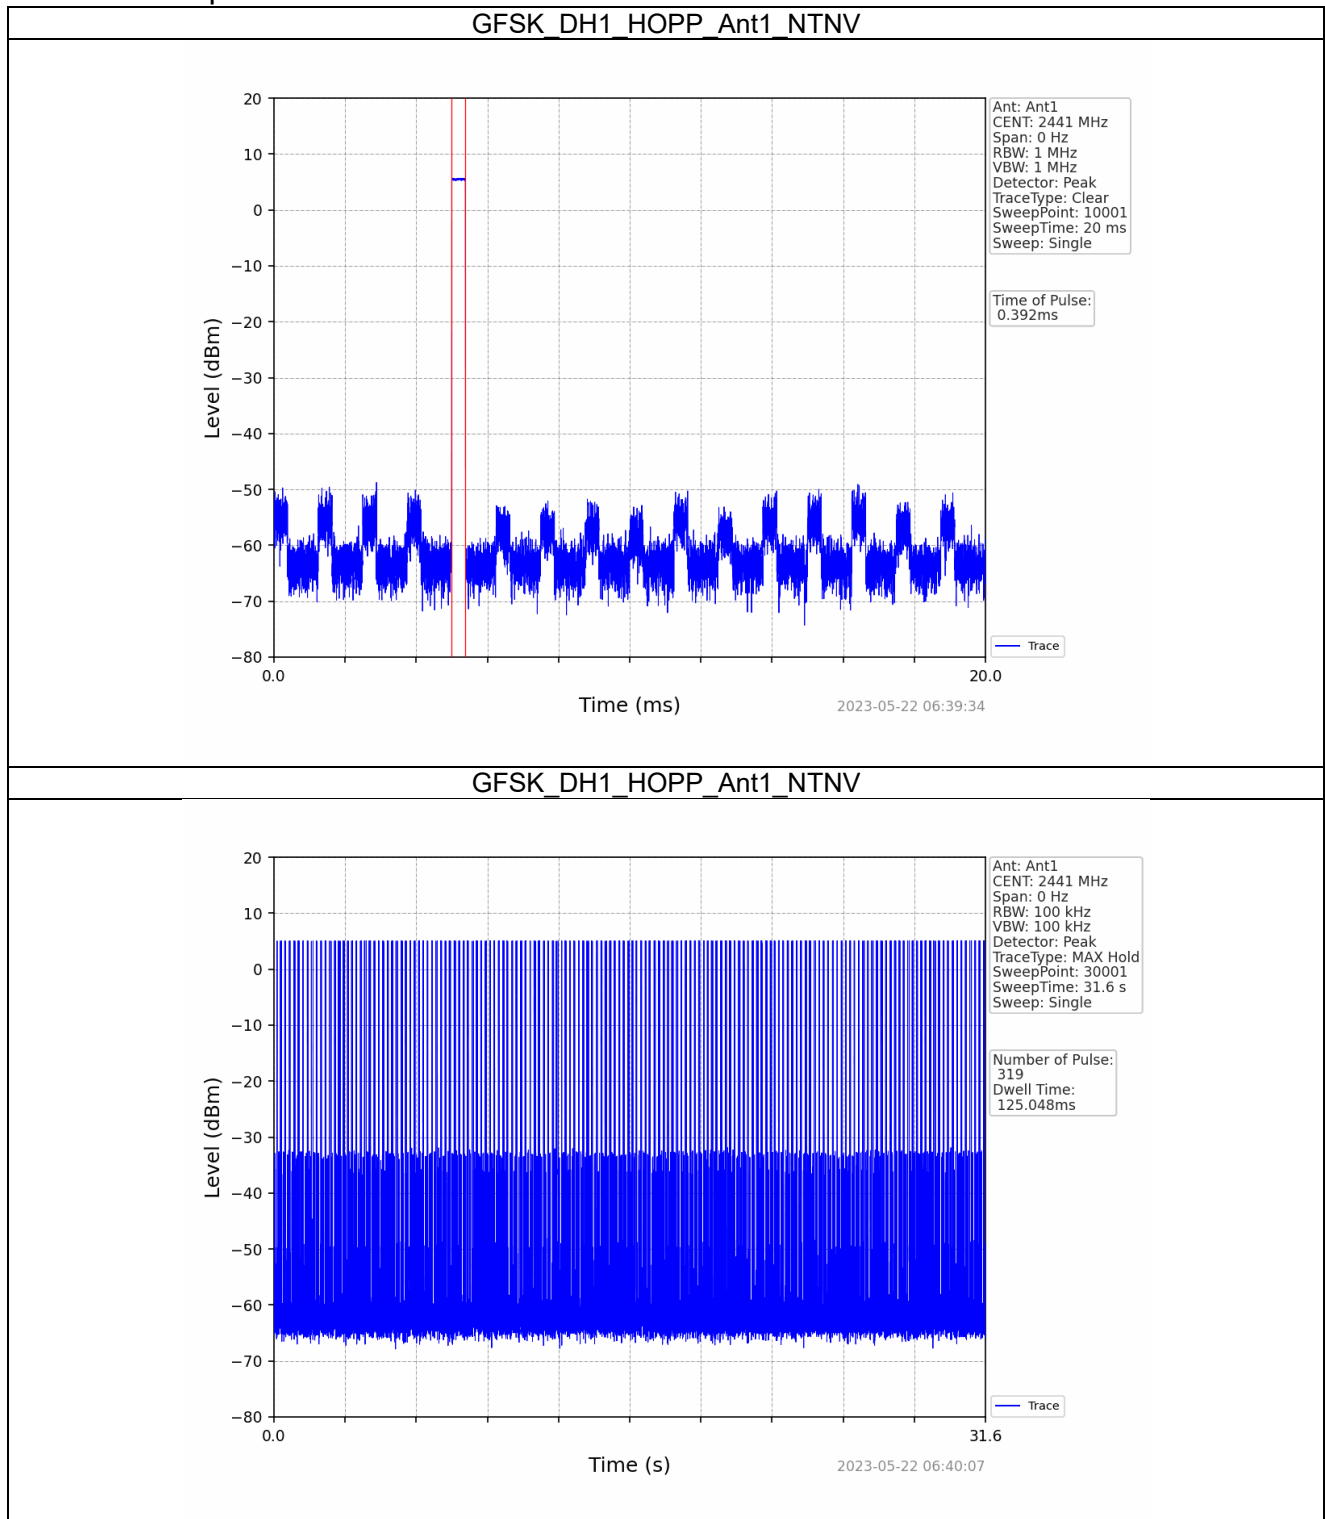 GFSK_DH1_HOPP_Ant1_NTNV
20
10
0
−10
−20
−30
−40
−50
−60
−70
−80
Level (dBm)
0.0
20.0
Time (ms)
2023-05-22 06:39:34
Ant: Ant1
CENT: 2441 MHz
Span: 0 Hz
RBW: 1 MHz
VBW: 1 MHz
Detector: Peak
TraceType: Clear
SweepPoint: 10001
SweepTime: 20 ms
Sweep: Single
Time of Pulse:
0.392ms
Trace
GFSK_DH1_HOPP_Ant1_NTNV
20
10
0
−10
−20
−30
−40
−50
−60
−70
−80
Level (dBm)
0.0
31.6
Time (s)
2023-05-22 06:40:07
Ant: Ant1
CENT: 2441 MHz
Span: 0 Hz
RBW: 100 kHz
VBW: 100 kHz
Detector: Peak
TraceType: MAX Hold
SweepPoint: 30001
SweepTime: 31.6 s
Sweep: Single
Number of Pulse:
319
Dwell Time:
125.048ms
Trace